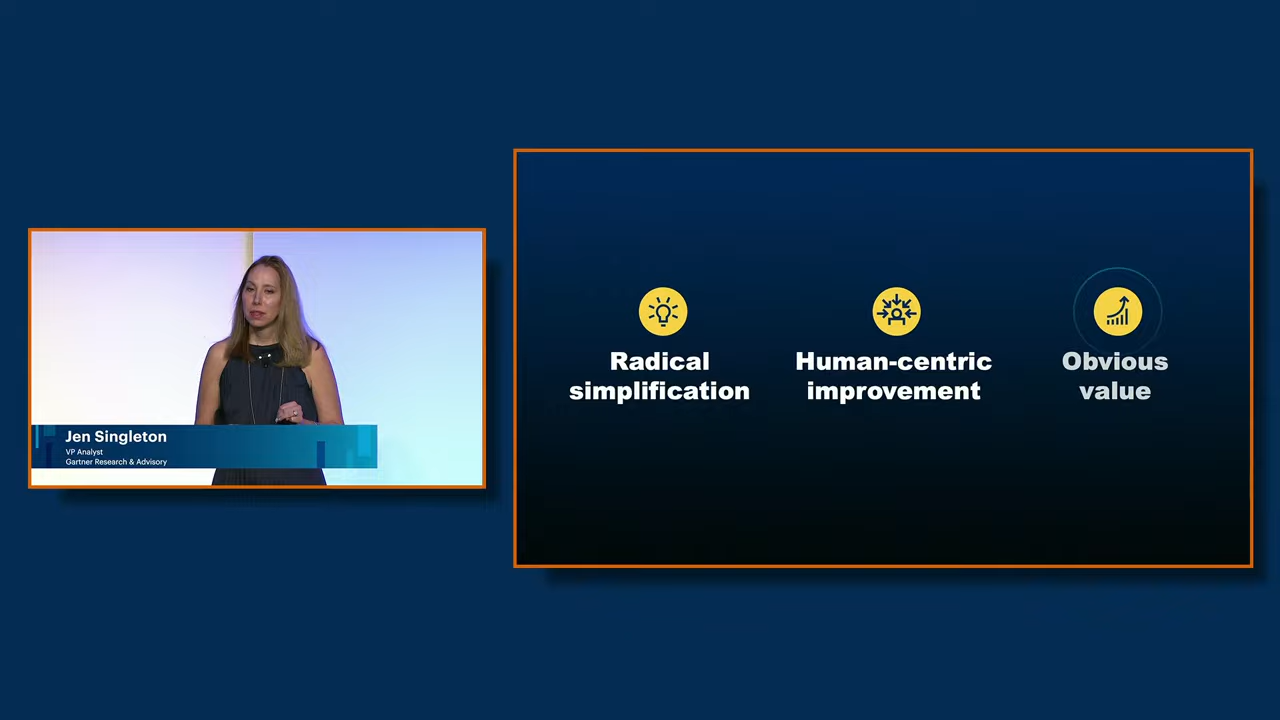 Jen Singleton
VP Analyst
Gartner Research & Advisory
Radical
simplification
Human-centric
improvement
Obvious
value